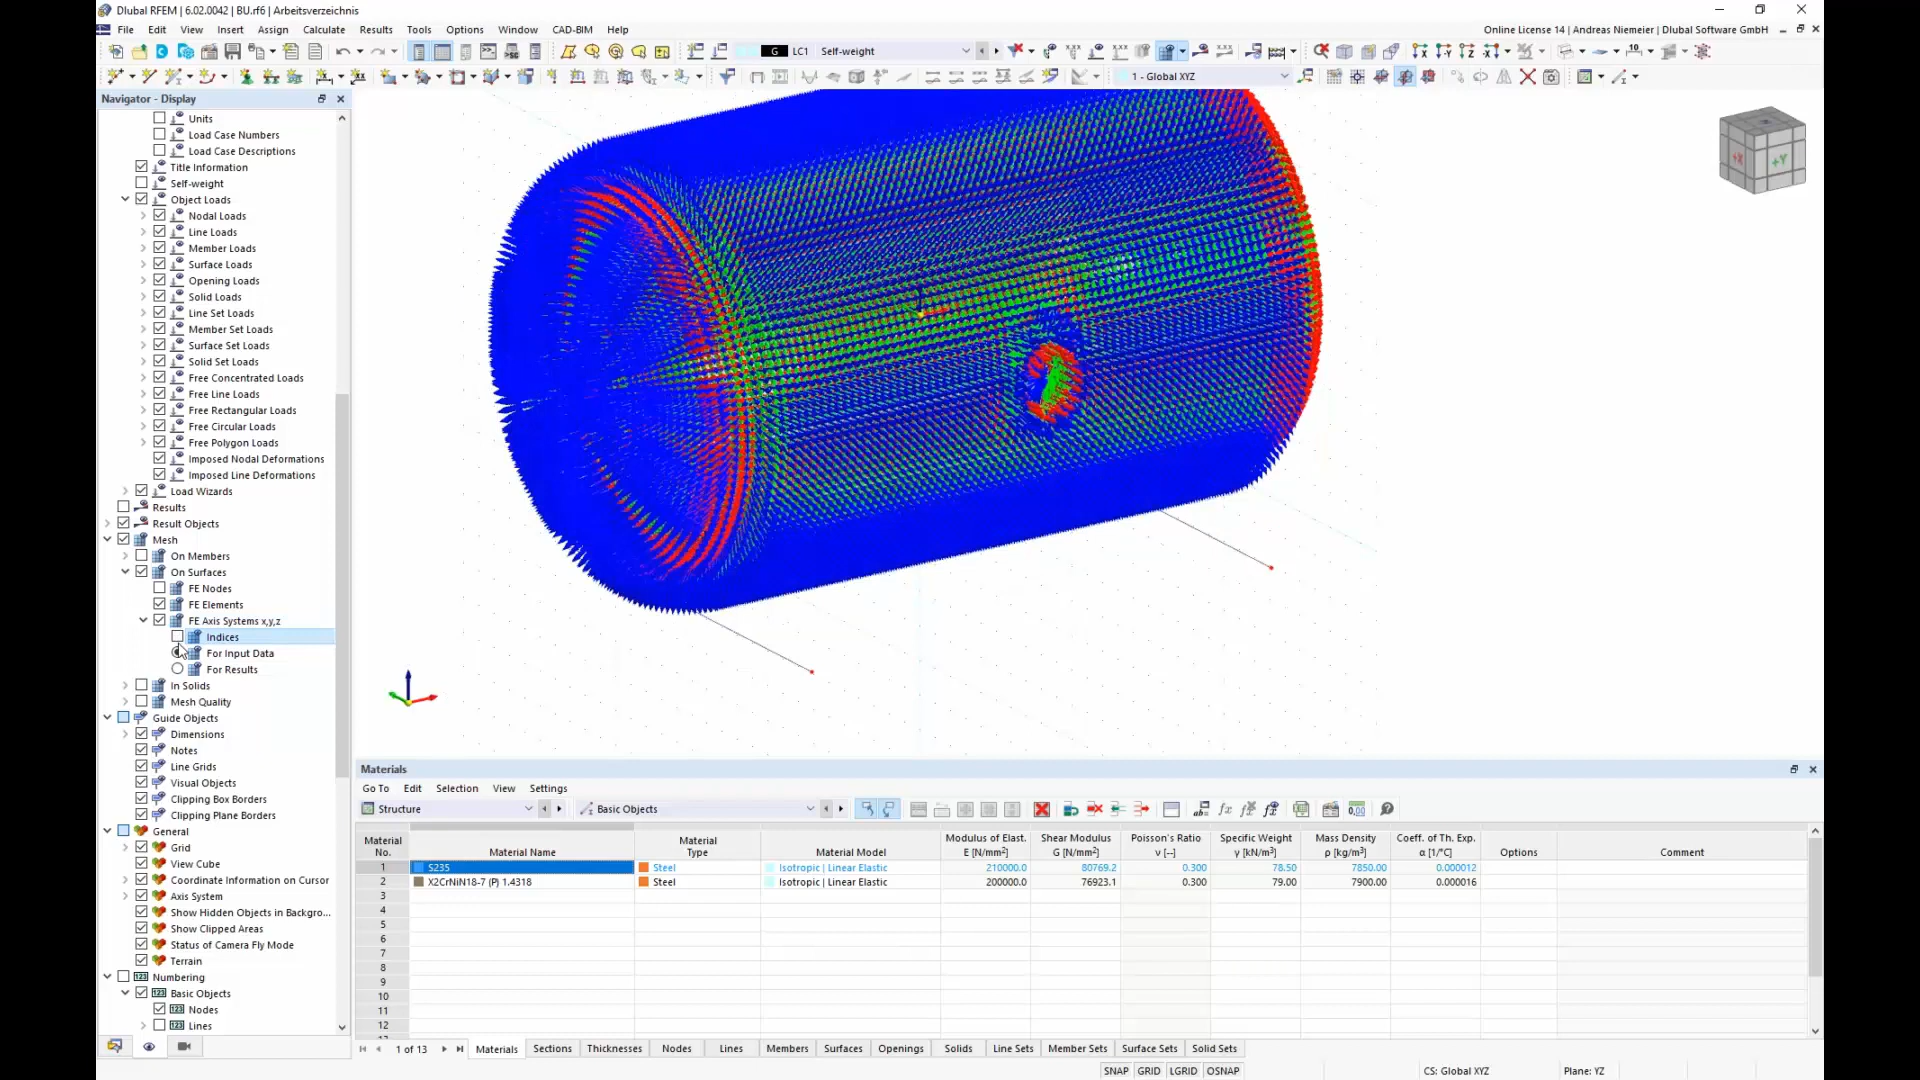 Dlubal RFEM | 6.02.0042 | BU.rf6 | Arbeitsverzeichnis
File Edit View Insert Assign Calculate Results Tools Options Window CAD-BIM Help
Online License 14 | Andreas Niemeier | Dlubal Software GmbH
G LC1 Self-weight
1 - Global XYZ
Navigator - Display
Units
Load Case Numbers
Load Case Descriptions
Title Information
Self-weight
Object Loads
Nodal Loads
Line Loads
Member Loads
Surface Loads
Opening Loads
Solid Loads
Line Set Loads
Member Set Loads
Surface Set Loads
Solid Set Loads
Free Concentrated Loads
Free Line Loads
Free Rectangular Loads
Free Circular Loads
Free Polygon Loads
Imposed Nodal Deformations
Imposed Line Deformations
Load Wizards
Results
Result Objects
Mesh
On Members
On Surfaces
FE Nodes
FE Elements
FE Axis Systems x,y,z
Indices
For Input Data
For Results
In Solids
Mesh Quality
Guide Objects
Dimensions
Notes
Line Grids
Visual Objects
Clipping Box Borders
Clipping Plane Borders
General
Grid
View Cube
Coordinate Information on Cursor
Axis System
Show Hidden Objects in Backgro...
Show Clipped Areas
Status of Camera Fly Mode
Terrain
Numbering
Basic Objects
Nodes
Lines
+X +Y
Materials
Go To Edit Selection View Settings
Structure Basic Objects
Material No. Material Name Material Type Material Model Modulus of Elast. E [N/mm²] Shear Modulus G [N/mm²] Poisson's Ratio ν [--] Specific Weight γ [kN/m³] Mass Density ρ [kg/m³] Coeff. of Th. Exp. α [1/°C] Options Comment
1 S235 Steel Isotropic | Linear Elastic 210000.0 80769.2 0.300 78.50 7850.00 0.000012
2 X2CrNiN18-7 (P) 1.4318 Steel Isotropic | Linear Elastic 200000.0 76923.1 0.300 79.00 7900.00 0.000016
3
4
5
6
7
8
9
10
11
12
1 of 13 Materials Sections Thicknesses Nodes Lines Members Surfaces Openings Solids Line Sets Member Sets Surface Sets Solid Sets
SNAP GRID LGRID OSNAP CS: Global XYZ Plane: YZ